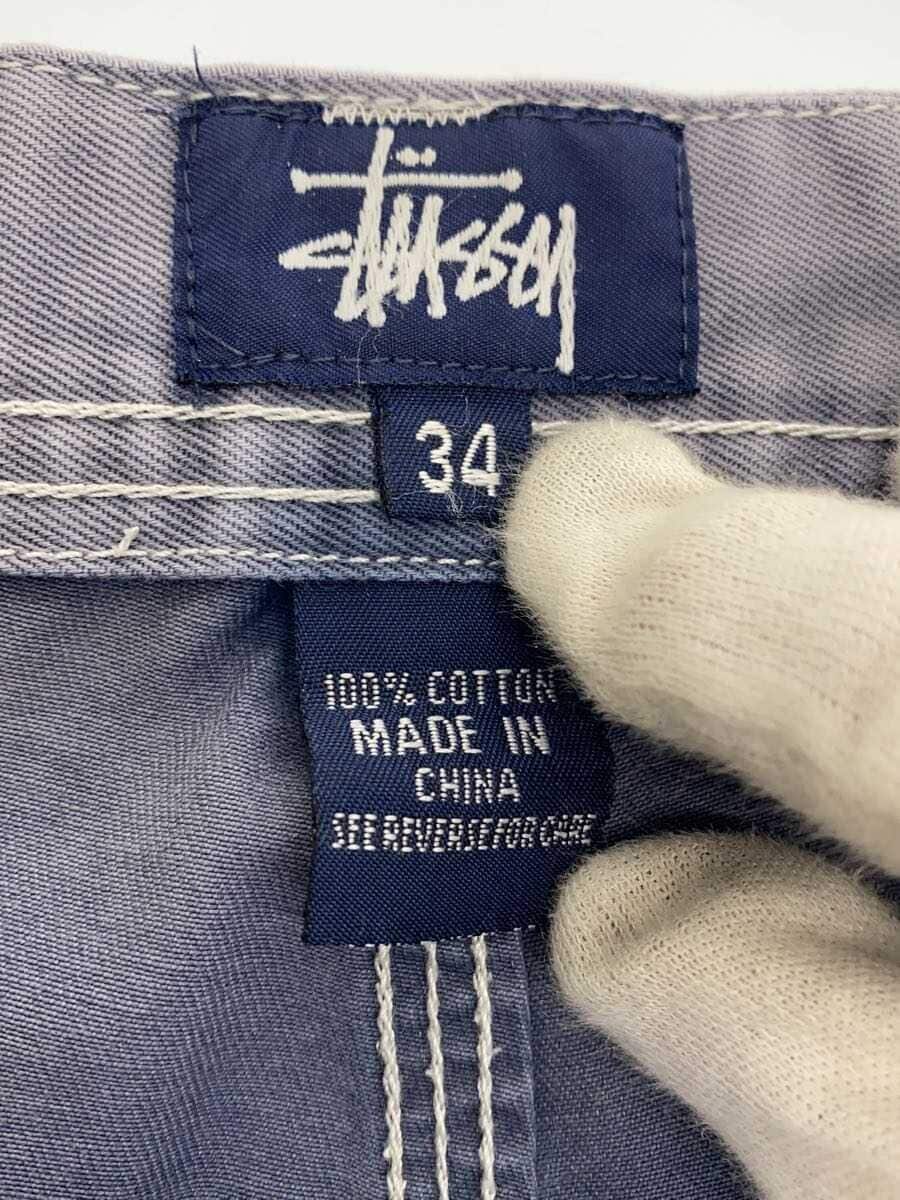 Stüssy
34
100% COTTON
MADE IN
CHINA
SEE REVERSE FOR CARE